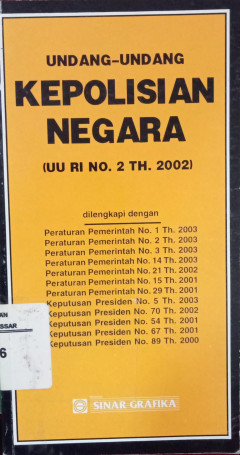 UNDANG-UNDANG
KEPOLISIAN
NEGARA
(UU RI NO. 2 TH. 2002)
dilengkapi dengan
Peraturan Pemerintah No. 1 Th. 2003
Peraturan Pemerintah No. 2 Th. 2003
Peraturan Pemerintah No. 3 Th. 2003
Peraturan Pemerintah No. 14 Th. 2003
Peraturan Pemerintah No. 21 Th. 2002
Peraturan Pemerintah No. 15 Th. 2001
Peraturan Pemerintah No. 29 Th. 2001
Keputusan Presiden No. 5 Th. 2003
Keputusan Presiden No. 70 Th. 2002
Keputusan Presiden No. 54 Th. 2001
Keputusan Presiden No. 67 Th. 2001
Keputusan Presiden No. 89 Th. 2000
AN
SSAR
6
SINAR GRAFIKA